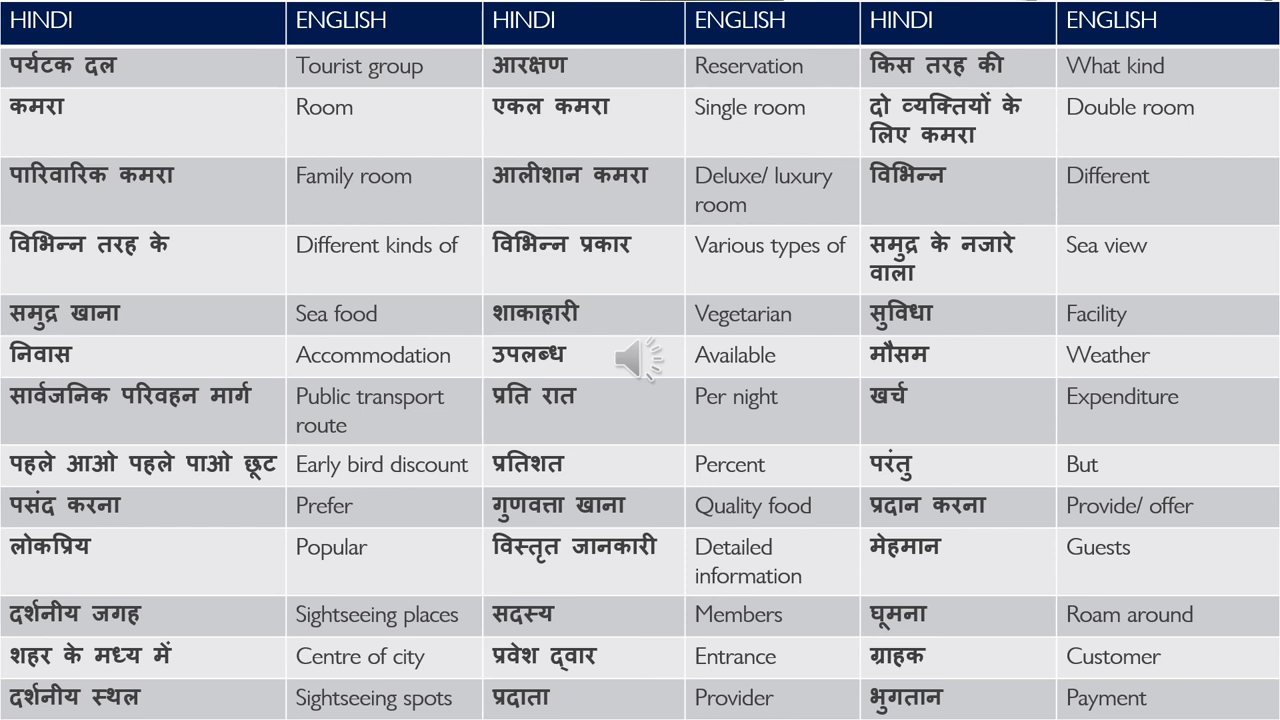 HINDI ENGLISH HINDI ENGLISH HINDI ENGLISH
पर्यटक दल Tourist group आरक्षण Reservation किस तरह की What kind
कमरा Room एकल कमरा Single room दो व्यक्तियों के Double room
लिए कमरा
पारिवारिक कमरा Family room आलीशान कमरा Deluxe/ luxury विभिन्न Different
room
विभिन्न तरह के Different kinds of विभिन्न प्रकार Various types of समुद्र के नजारे Sea view
वाला
समुद्र खाना Sea food शाकाहारी Vegetarian सुविधा Facility
निवास Accommodation उपलब्ध Available मौसम Weather
सार्वजनिक परिवहन मार्ग Public transport प्रति रात Per night खर्च Expenditure
route
पहले आओ पहले पाओ छूट Early bird discount प्रतिशत Percent परंतु But
पसंद करना Prefer गुणवत्ता खाना Quality food प्रदान करना Provide/ offer
लोकप्रिय Popular विस्तृत जानकारी Detailed मेहमान Guests
information
दर्शनीय जगह Sightseeing places सदस्य Members घूमना Roam around
शहर के मध्य में Centre of city प्रवेश द्वार Entrance ग्राहक Customer
दर्शनीय स्थल Sightseeing spots प्रदाता Provider भुगतान Payment